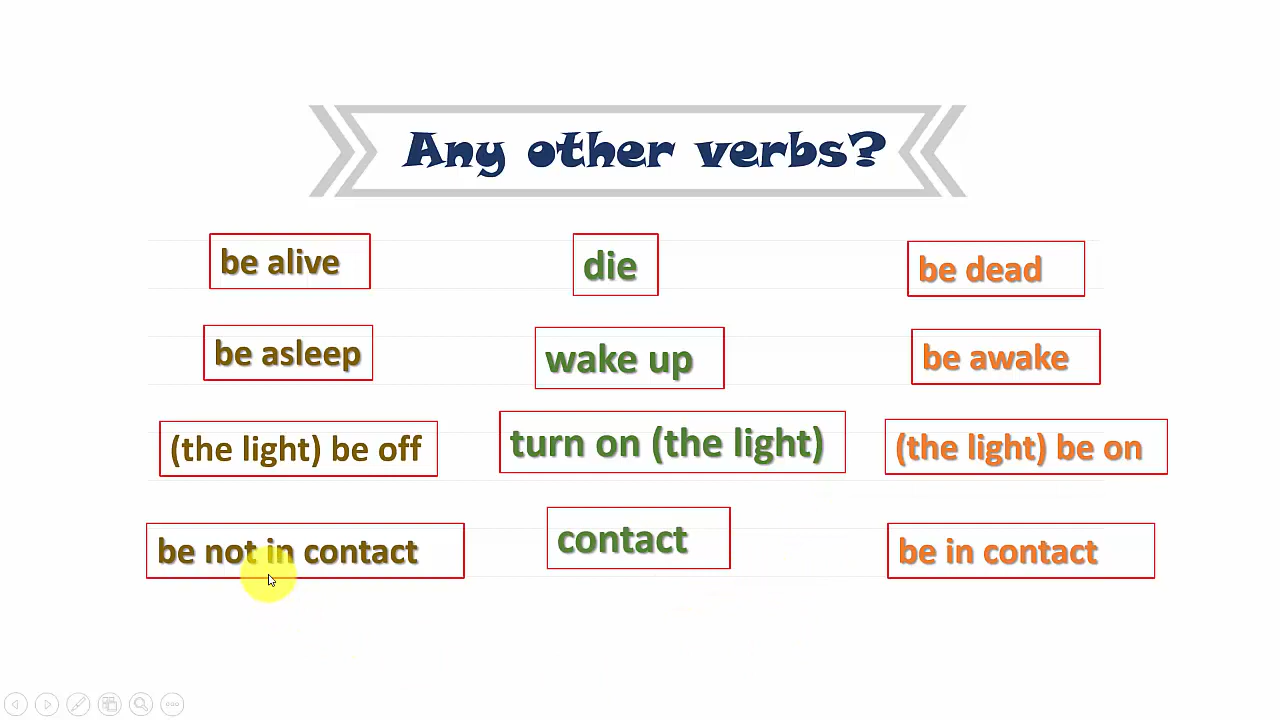 Any other verbs?
be alive
die
be dead
be asleep
wake up
be awake
(the light) be off
turn on (the light)
(the light) be on
be not in contact
contact
be in contact